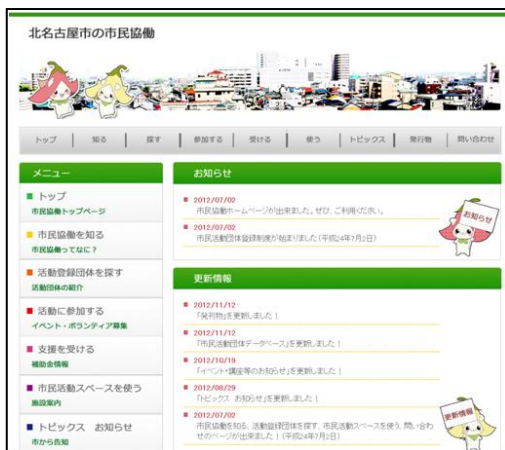 北名古屋市の市民協働
トップ 知る 探す 参加する 受ける 使う トピックス 発行物 問い合わせ
メニュー
トップ
市民協働トップページ
市民協働を知る
市民協働ってなに？
活動登録団体を探す
活動団体の紹介
活動に参加する
イベント・ボランティア募集
支援を受ける
補助金情報
市民活動スペースを使う
施設案内
トピックス　お知らせ
市から告知
お知らせ
2012/07/02
市民協働ホームページが出来ました。ぜひ、ご利用ください。
2012/07/02
市民活動団体登録制度が始まりました（平成24年7月2日）
お知らせ
更新情報
2012/11/12
「発刊物」を更新しました！
2012/11/12
「市民活動団体データベース」を更新しました！
2012/10/19
「イベント・講座等のお知らせ」を更新しました！
2012/08/29
「トピックス　お知らせ」を更新しました！
2012/07/02
市民協働を知る、活動登録団体を探す、市民活動スペースを使う、問い合わ
せのページが出来ました！（平成24年7月2日）
更新情報